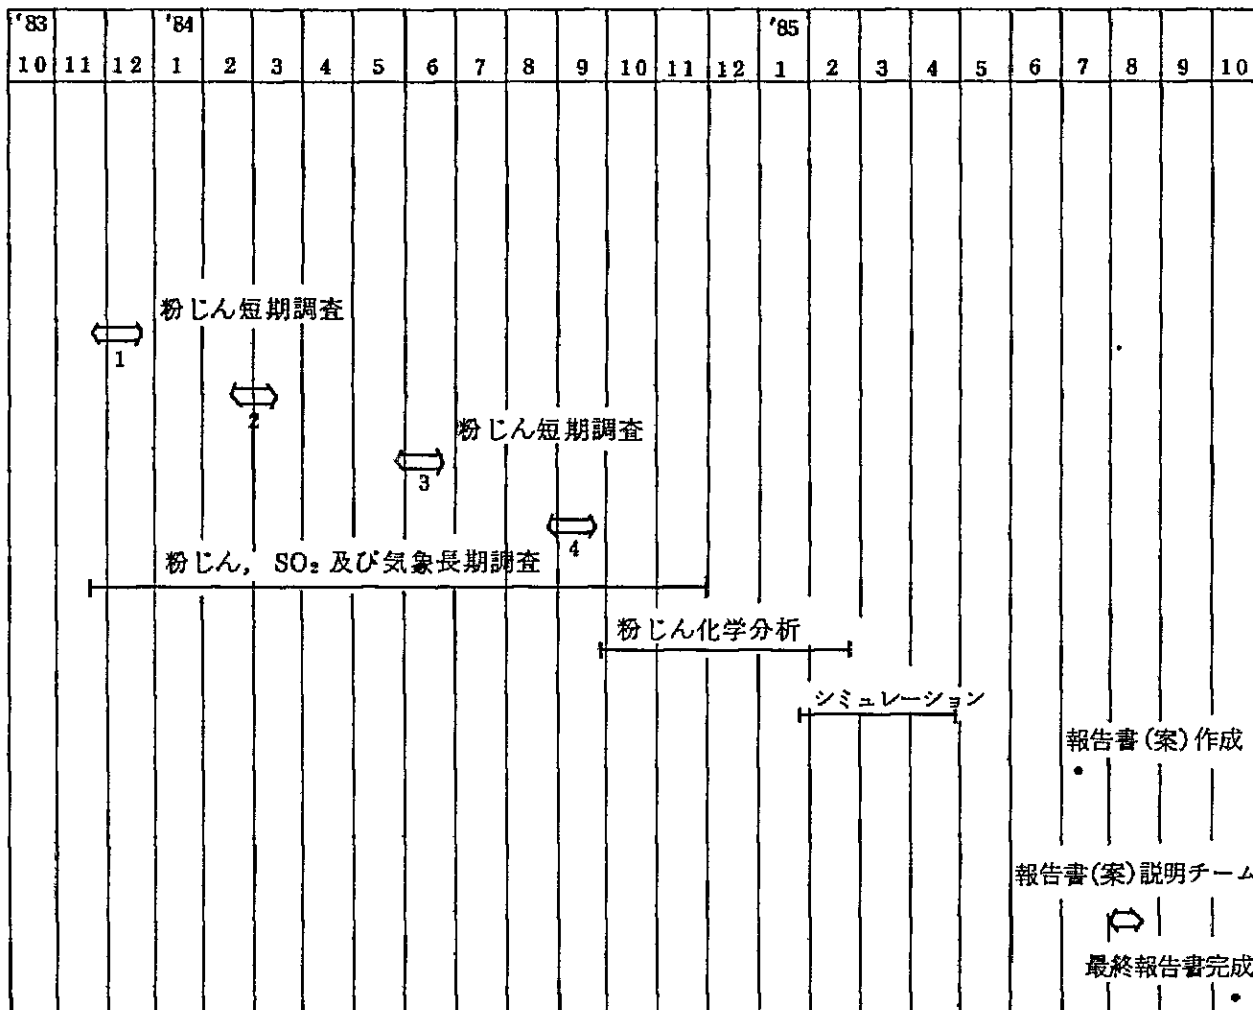 '83 '84 '85
10 11 12 1 2 3 4 5 6 7 8 9 10 11 12 1 2 3 4 5 6 7 8 9 10
粉じん短期調査
1
2
粉じん短期調査
3
4
粉じん, SO₂ 及び気象長期調査
粉じん化学分析
シミュレーション
報告書(案)作成
報告書(案)説明チーム
最終報告書完成